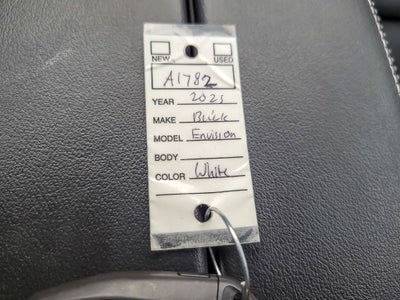 NEW USED
A1782
YEAR 2021
MAKE Buick
MODEL Envision
BODY
COLOR White